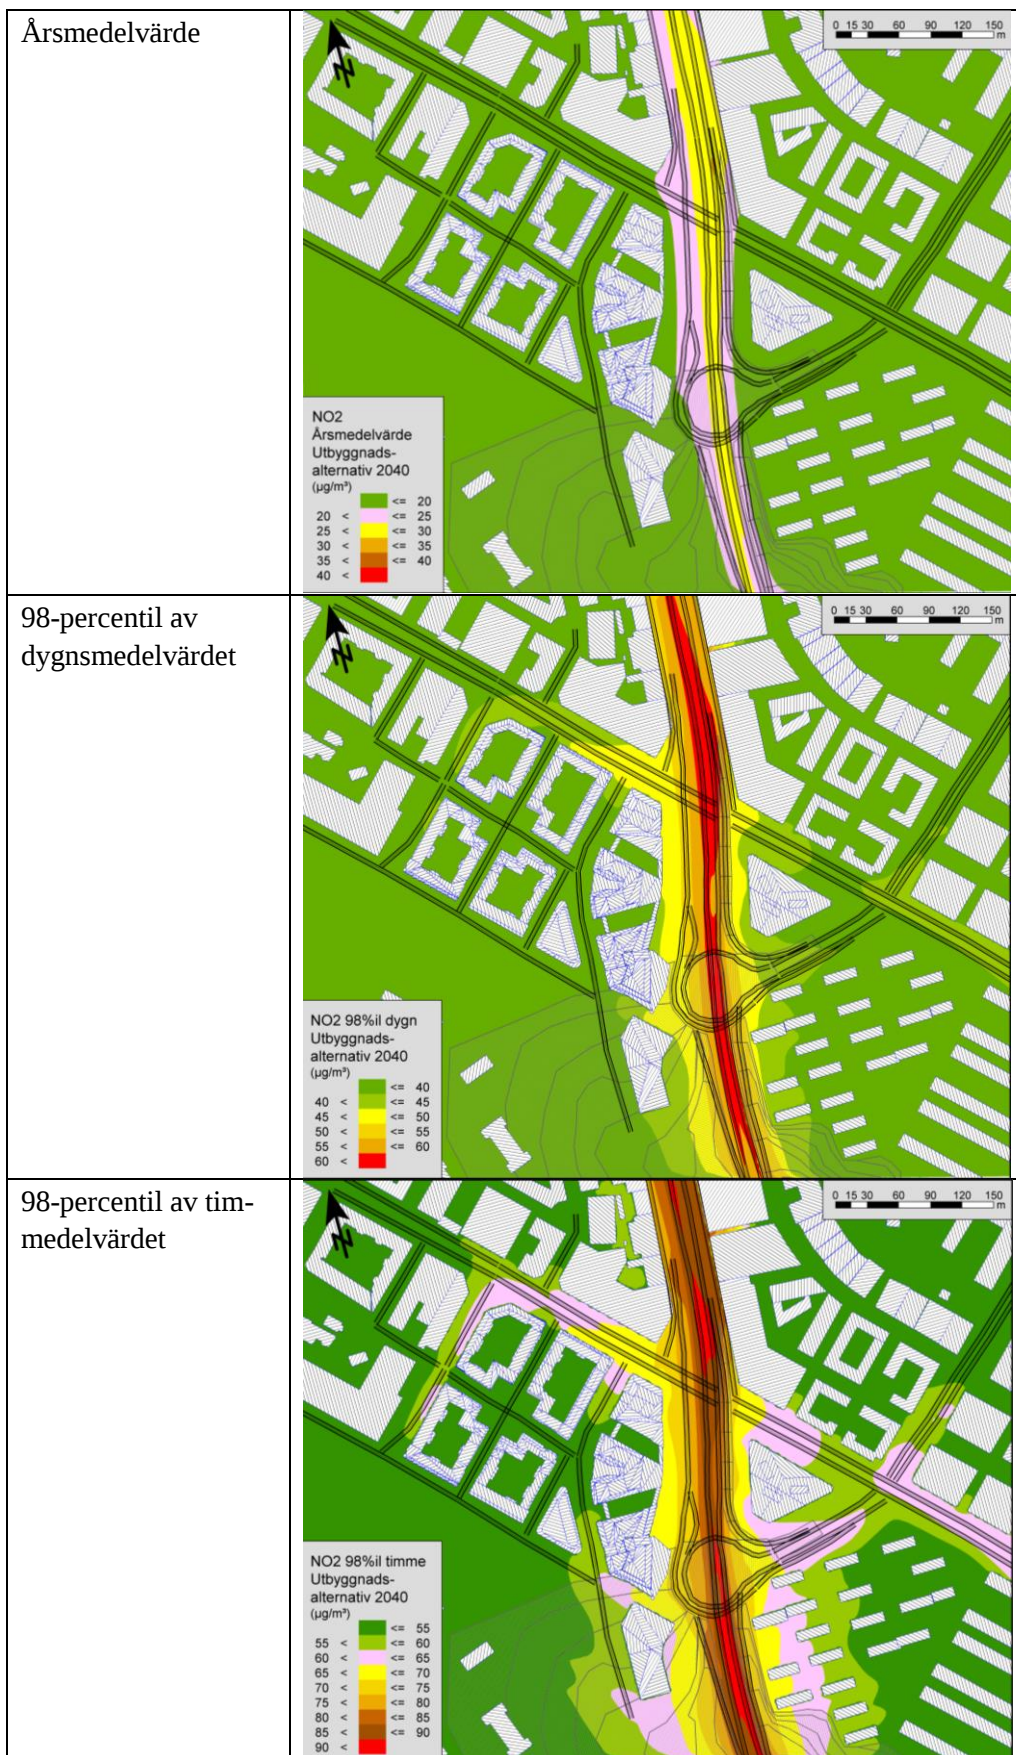 Årsmedelvärde
0 15 30 60 90 120 150
m
NO2
Årsmedelvärde
Utbyggnads-
alternativ 2040
(µg/m³)
<= 20
20 < <= 25
25 < <= 30
30 < <= 35
35 < <= 40
40 <
98-percentil av
dygnsmedelvärdet
0 15 30 60 90 120 150
m
NO2 98%il dygn
Utbyggnads-
alternativ 2040
(µg/m³)
<= 40
40 < <= 45
45 < <= 50
50 < <= 55
55 < <= 60
60 <
98-percentil av tim-
medelvärdet
0 15 30 60 90 120 150
m
NO2 98%il timme
Utbyggnads-
alternativ 2040
(µg/m³)
<= 55
55 < <= 60
60 < <= 65
65 < <= 70
70 < <= 75
75 < <= 80
80 < <= 85
85 < <= 90
90 <